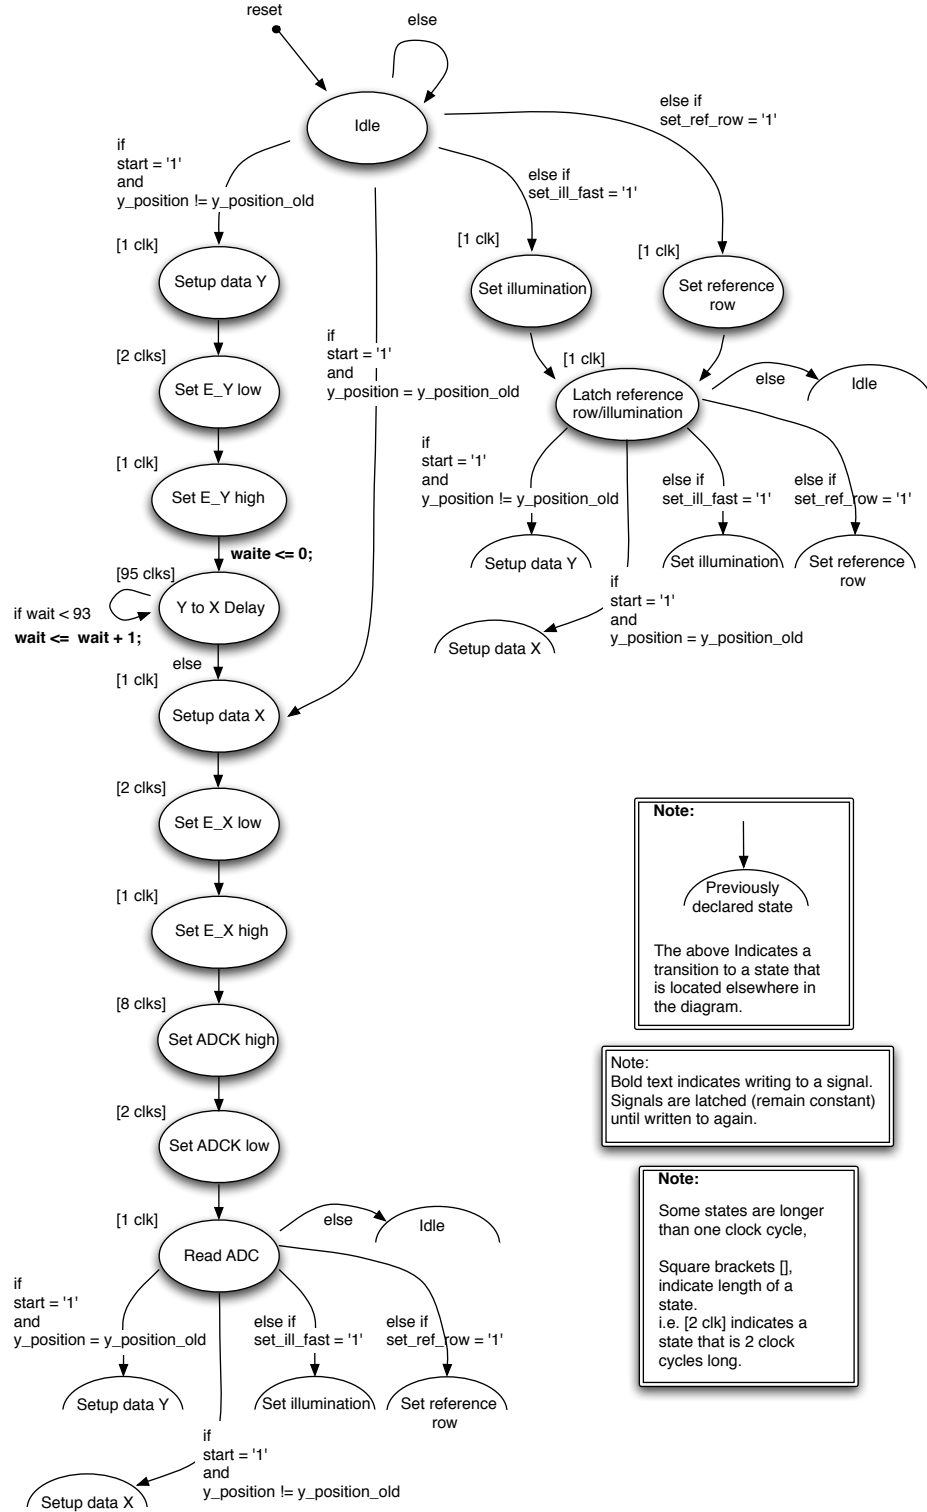 reset
else
Idle
else if
set_ref_row = '1'
if
start = '1'
and
y_position != y_position_old
else if
set_ill_fast = '1'
[1 clk]
Setup data Y
[1 clk]
Set illumination
[1 clk]
Set reference
row
if
start = '1'
and
y_position = y_position_old
[2 clks]
Set E_Y low
[1 clk]
Latch reference
row/illumination
else
Idle
[1 clk]
Set E_Y high
if
start = '1'
and
y_position != y_position_old
else if
set_ill_fast = '1'
else if
set_ref_row = '1'
waite <= 0;
Setup data Y
Set illumination
Set reference
row
[95 clks]
Y to X Delay
if wait < 93
wait <= wait + 1;
if
start = '1'
and
y_position = y_position_old
Setup data X
else
[1 clk]
Setup data X
[2 clks]
Set E_X low
[1 clk]
Set E_X high
[8 clks]
Set ADCK high
[2 clks]
Set ADCK low
[1 clk]
Read ADC
else
Idle
if
start = '1'
and
y_position = y_position_old
else if
set_ill_fast = '1'
else if
set_ref_row = '1'
Setup data Y
Set illumination
Set reference
row
if
start = '1'
and
y_position != y_position_old
Setup data X
Note:
Previously
declared state
The above Indicates a
transition to a state that
is located elsewhere in
the diagram.
Note:
Bold text indicates writing to a signal.
Signals are latched (remain constant)
until written to again.
Note:
Some states are longer
than one clock cycle,
Square brackets [],
indicate length of a
state.
i.e. [2 clk] indicates a
state that is 2 clock
cycles long.